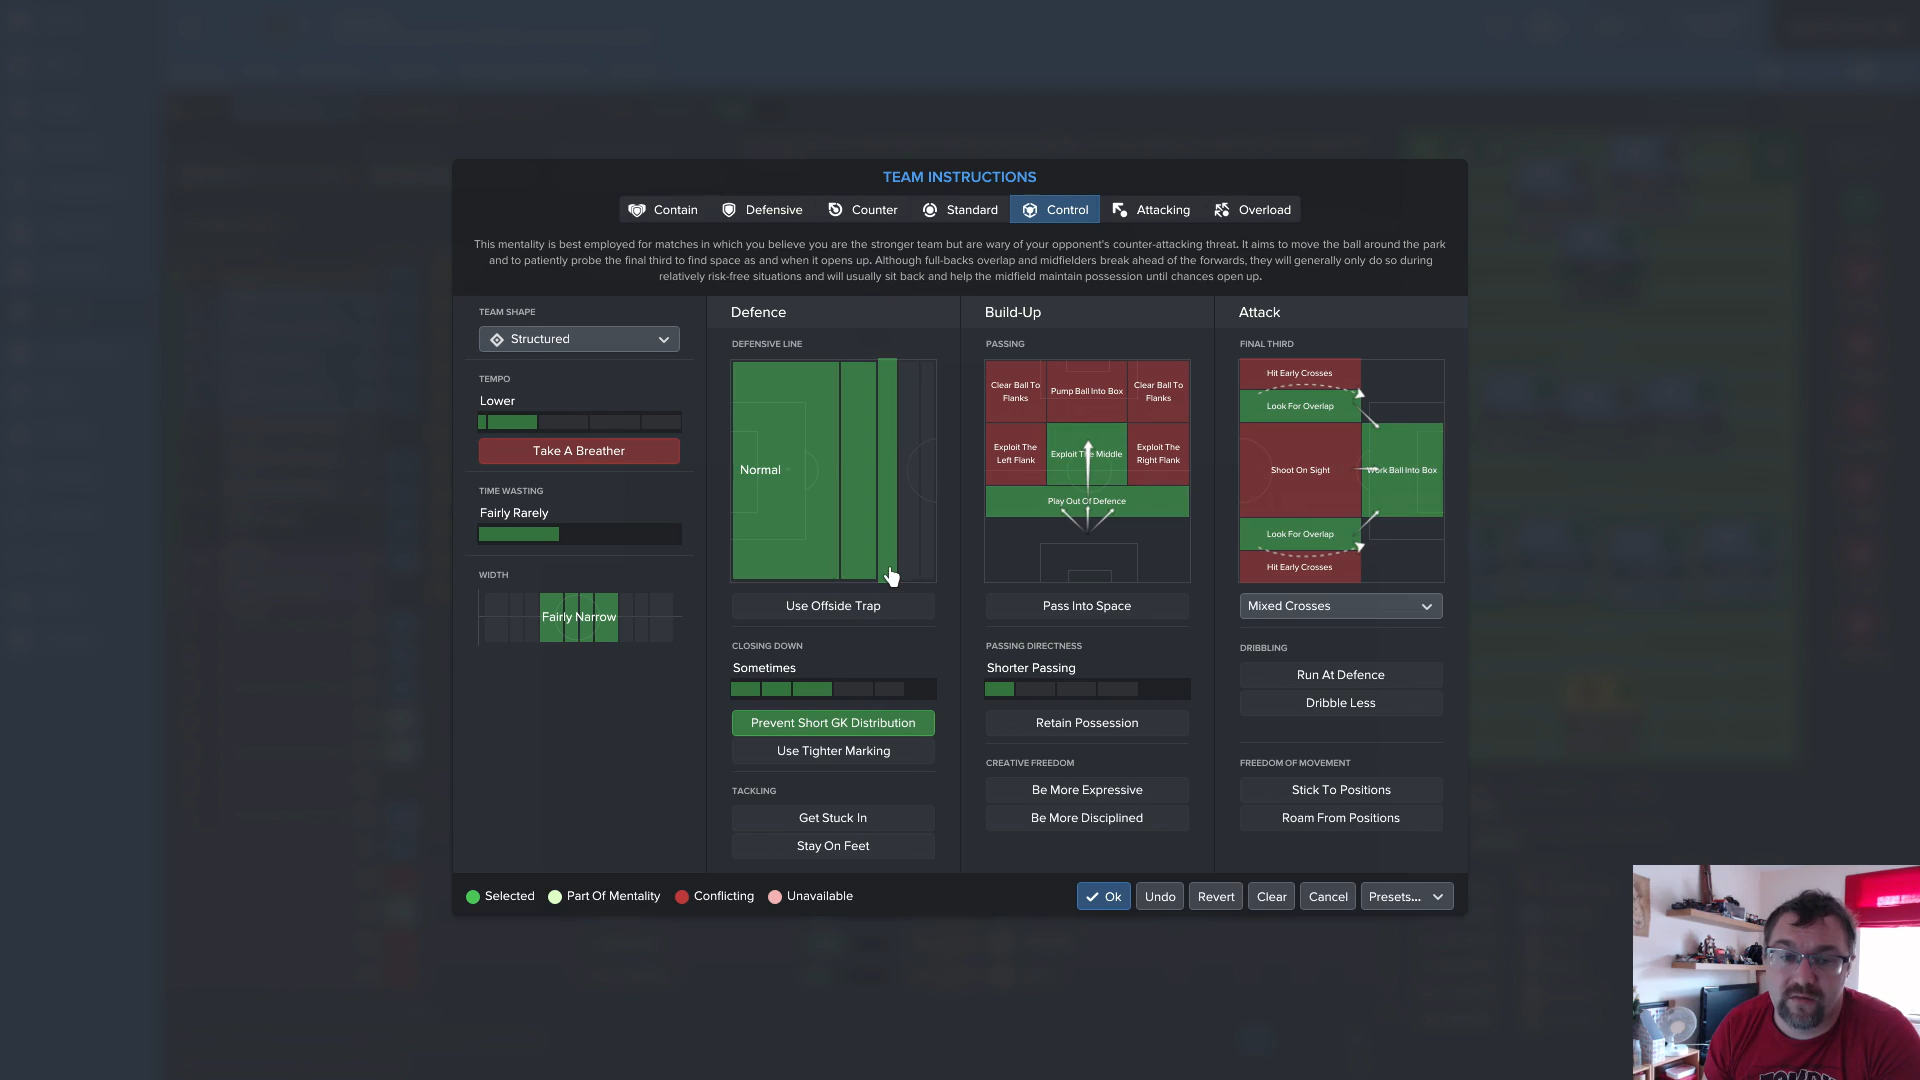 TEAM INSTRUCTIONS
Contain
Defensive
Counter
Standard
Control
Attacking
Overload
This mentality is best employed for matches in which you believe you are the stronger team but are wary of your opponent's counter-attacking threat. It aims to move the ball around the park
and to patiently probe the final third to find space as and when it opens up. Although full-backs overlap and midfielders break ahead of the forwards, they will generally only do so during
relatively risk-free situations and will usually sit back and help the midfield maintain possession until chances open up.
TEAM SHAPE
Structured
TEMPO
Lower
Take A Breather
TIME WASTING
Fairly Rarely
WIDTH
Fairly Narrow
Defence
DEFENSIVE LINE
Normal
Use Offside Trap
CLOSING DOWN
Sometimes
Prevent Short GK Distribution
Use Tighter Marking
TACKLING
Get Stuck In
Stay On Feet
Build-Up
PASSING
Clear Ball To
Flanks
Pump Ball Into Box
Clear Ball To
Flanks
Exploit The
Left Flank
Exploit The Middle
Exploit The
Right Flank
Play Out Of Defence
Pass Into Space
PASSING DIRECTNESS
Shorter Passing
Retain Possession
CREATIVE FREEDOM
Be More Expressive
Be More Disciplined
Attack
FINAL THIRD
Hit Early Crosses
Look For Overlap
Shoot On Sight
Work Ball Into Box
Look For Overlap
Hit Early Crosses
Mixed Crosses
DRIBBLING
Run At Defence
Dribble Less
FREEDOM OF MOVEMENT
Stick To Positions
Roam From Positions
Selected
Part Of Mentality
Conflicting
Unavailable
Ok
Undo
Revert
Clear
Cancel
Presets...